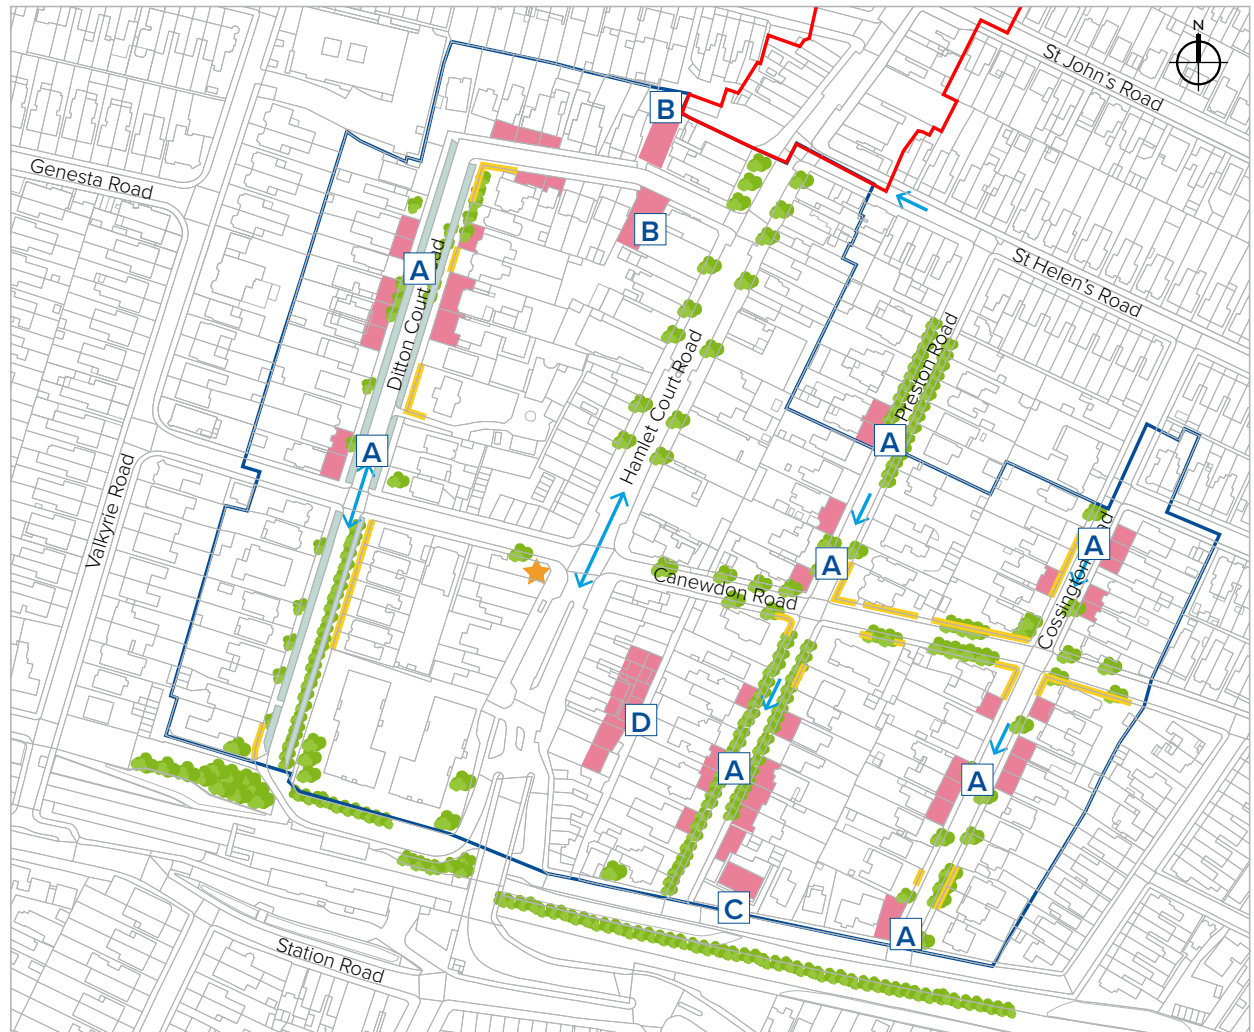 N
St John's Road
B
Genesta Road
B
A
St Helen's Road
Ditton Court Road
Preston Road
Hamlet Court Road
A
A
Valkyrie Road
A
A
Cossington Road
Canewdon Road
D
A
A
C
A
Station Road